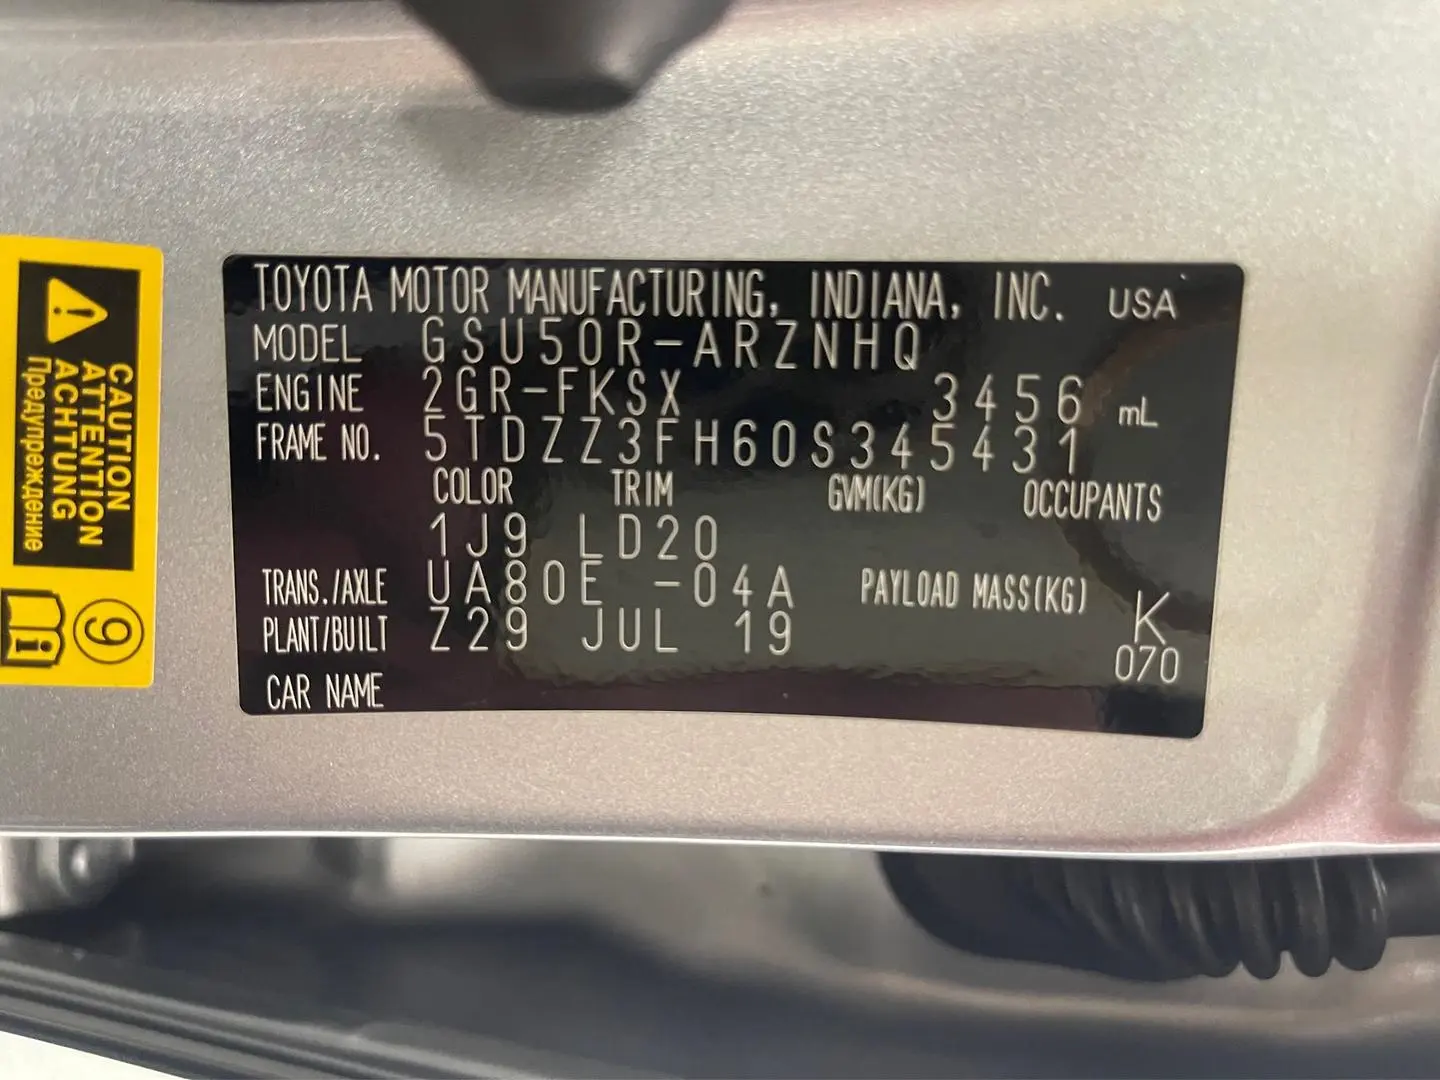 TOYOTA MOTOR MANUFACTURING, INDIANA, INC. USA
MODEL GSU50R-ARZNHQ
ENGINE 2GR-FKSX 3456 mL
FRAME NO. 5TDZZ3FH60S345431
COLOR TRIM GVM(KG) OCCUPANTS
1J9 LD20
TRANS./AXLE UA80E -04A PAYLOAD MASS(KG)
PLANT/BUILT Z29 JUL 19 K
070
CAR NAME
CAUTION
ATTENTION
ACHTUNG
Предупреждение
9
i